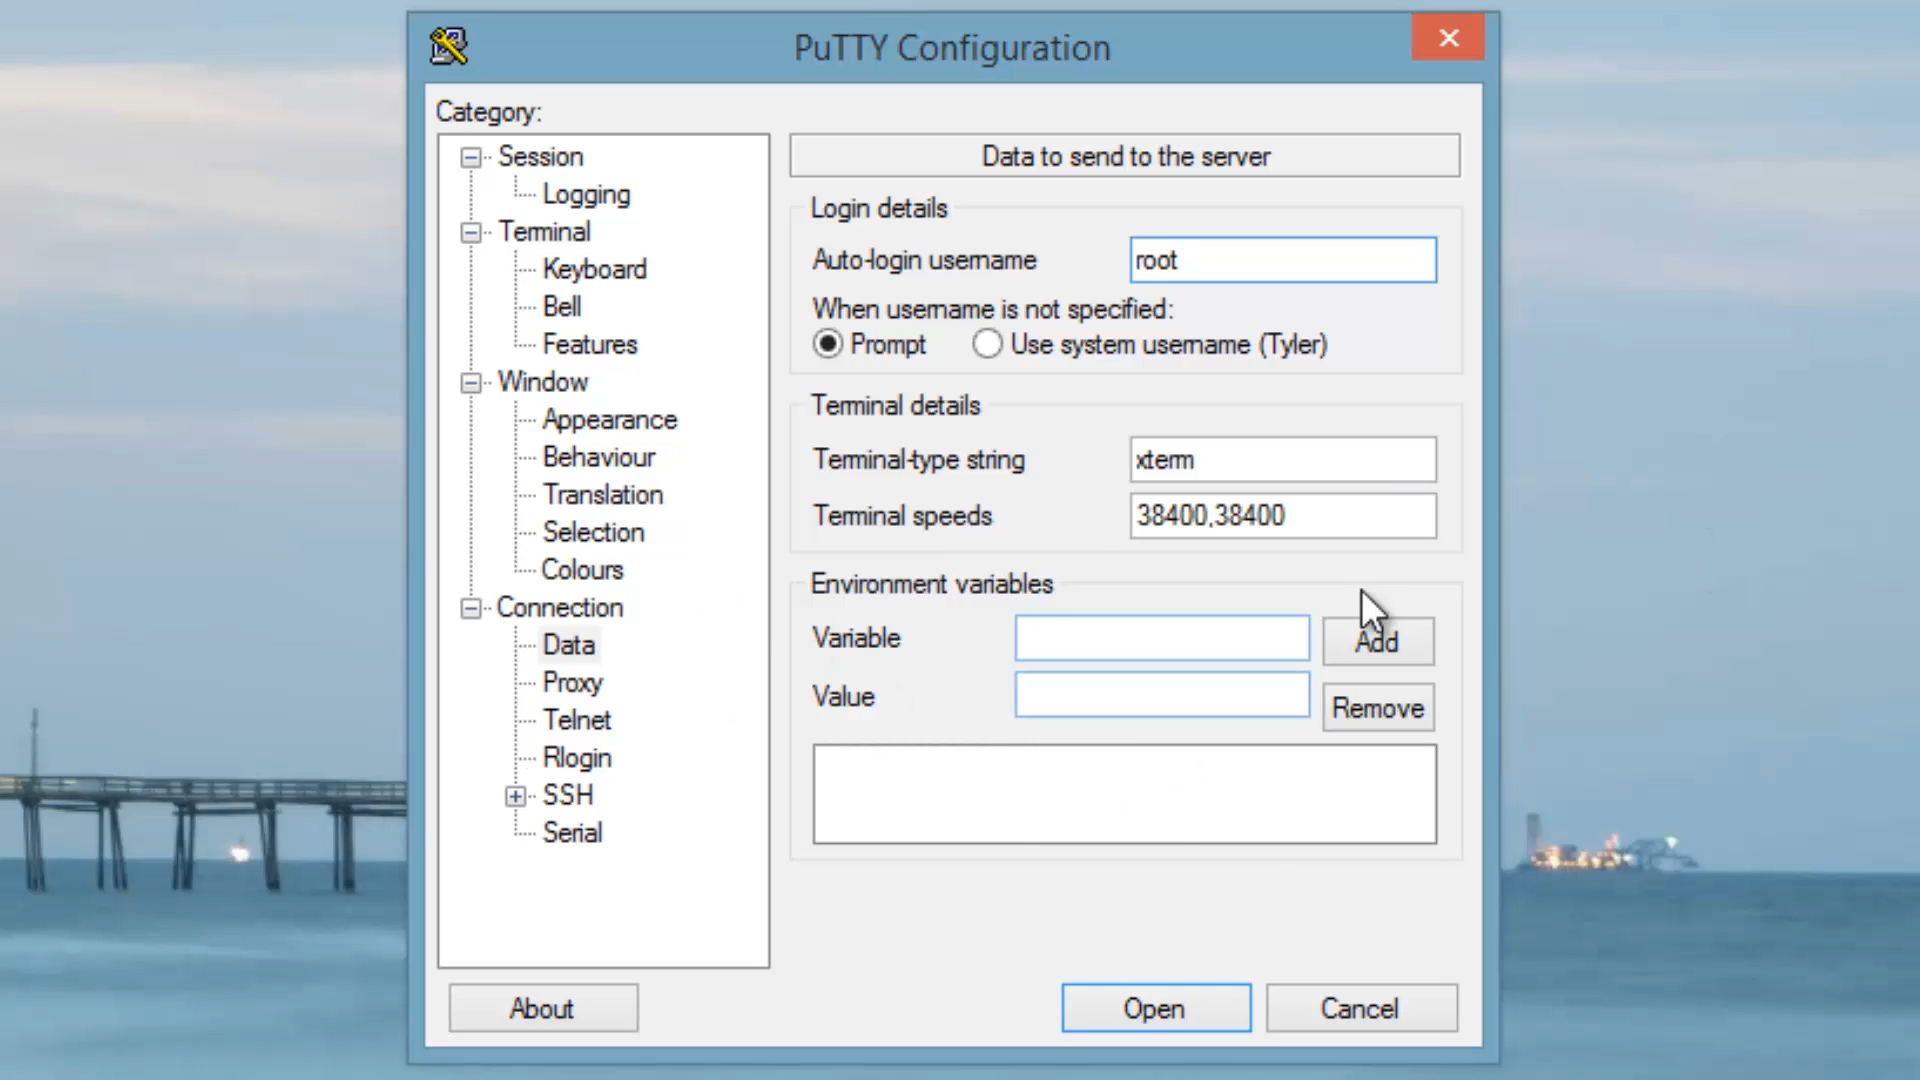 PuTTY Configuration
Category:
Session
Logging
Terminal
Keyboard
Bell
Features
Window
Appearance
Behaviour
Translation
Selection
Colours
Connection
Data
Proxy
Telnet
Rlogin
SSH
Serial
Data to send to the server
Login details
Auto-login username root
When username is not specified:
Prompt Use system username (Tyler)
Terminal details
Terminal-type string xterm
Terminal speeds 38400,38400
Environment variables
Variable Add
Value Remove
About Open Cancel